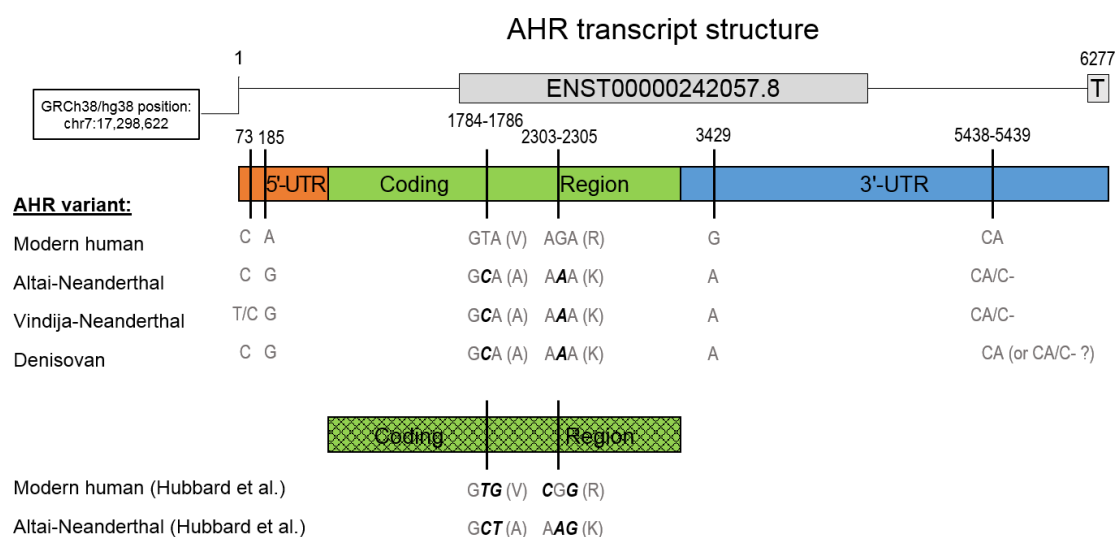 AHR transcript structure
1
6277
ENST00000242057.8
T
GRCh38/hg38 position:
chr7:17,298,622
73 185 1784-1786 2303-2305 3429 5438-5439
5'-UTR Coding Region 3'-UTR
AHR variant:
Modern human C A GTA (V) AGA (R) G CA
Altai-Neanderthal C G GCA (A) AAA (K) A CA/C-
Vindija-Neanderthal T/C G GCA (A) AAA (K) A CA/C-
Denisovan C G GCA (A) AAA (K) A CA (or CA/C- ?)
Coding Region
Modern human (Hubbard et al.) GTG (V) CGG (R)
Altai-Neanderthal (Hubbard et al.) GCT (A) AAG (K)